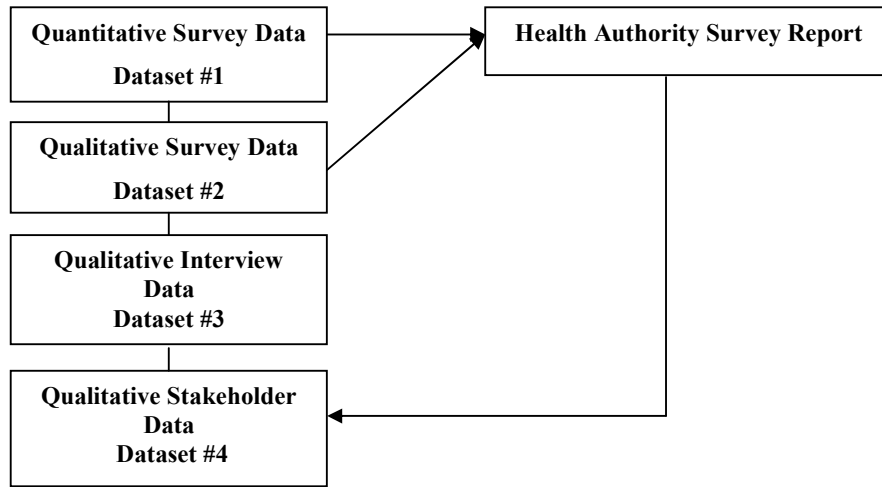 Quantitative Survey Data
Dataset #1
Health Authority Survey Report
Qualitative Survey Data
Dataset #2
Qualitative Interview
Data
Dataset #3
Qualitative Stakeholder
Data
Dataset #4